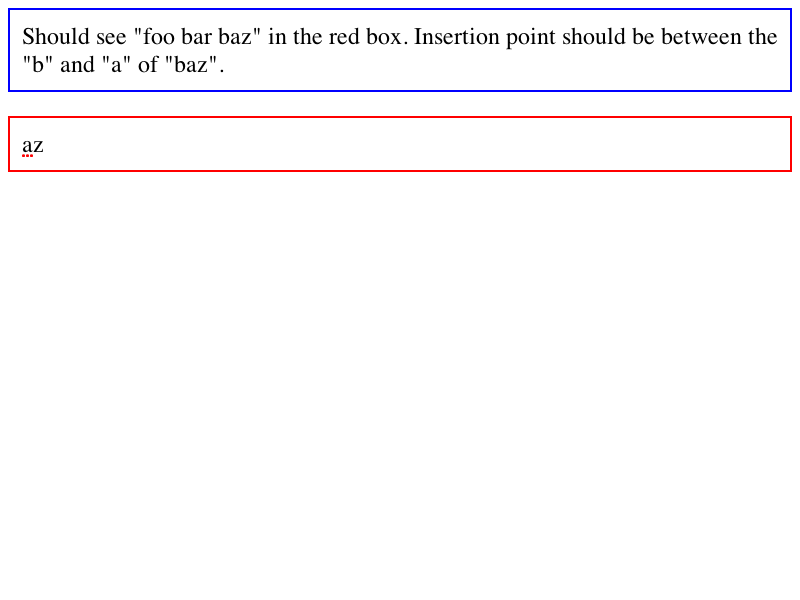 Should see "foo bar baz" in the red box. Insertion point should be between the
"b" and "a" of "baz".
az